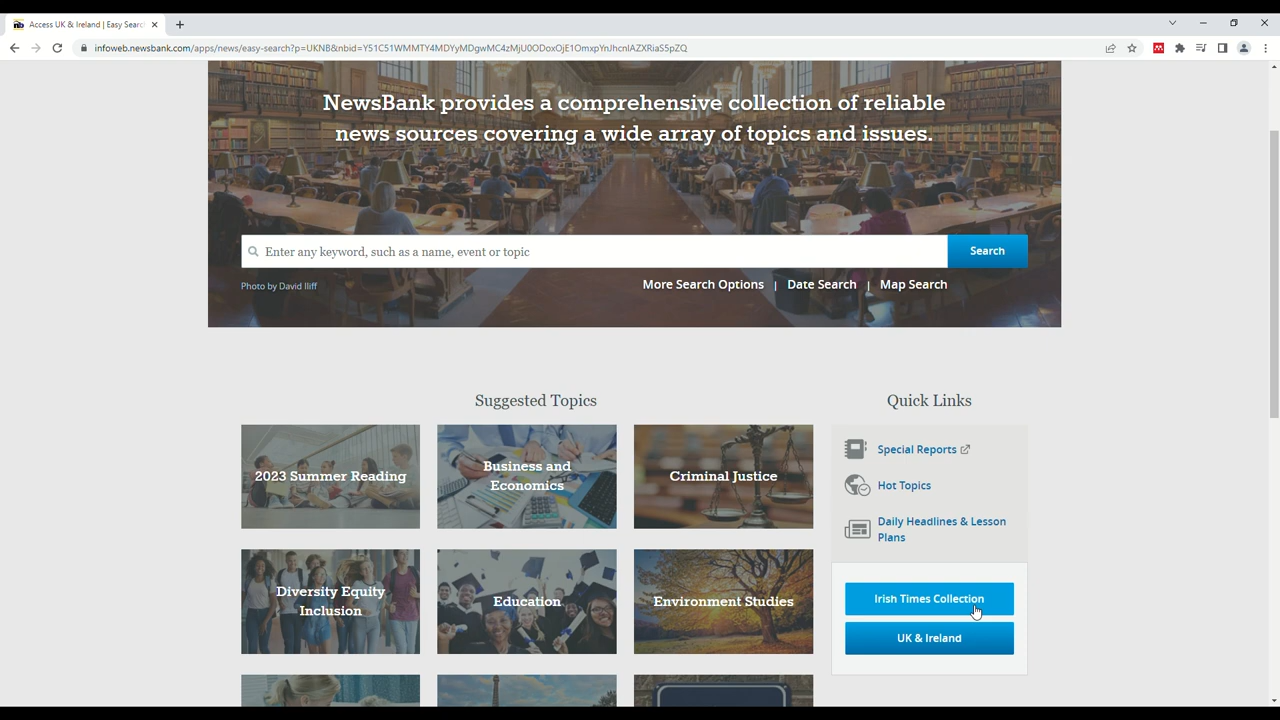 Access UK & Ireland | Easy Searc
infoweb.newsbank.com/apps/news/easy-search?p=UKNB&nbid=Y51C51WMMTY4MDYyMDgwMC4zMjU0ODoxOjE1OmxpYnJhcnlAZXRiaS5pZQ
NewsBank provides a comprehensive collection of reliable
news sources covering a wide array of topics and issues.
Enter any keyword, such as a name, event or topic
Search
Photo by David Iliff
More Search Options | Date Search | Map Search
Suggested Topics
2023 Summer Reading
Business and
Economics
Criminal Justice
Diversity Equity
Inclusion
Education
Environment Studies
Quick Links
Special Reports
Hot Topics
Daily Headlines & Lesson
Plans
Irish Times Collection
UK & Ireland